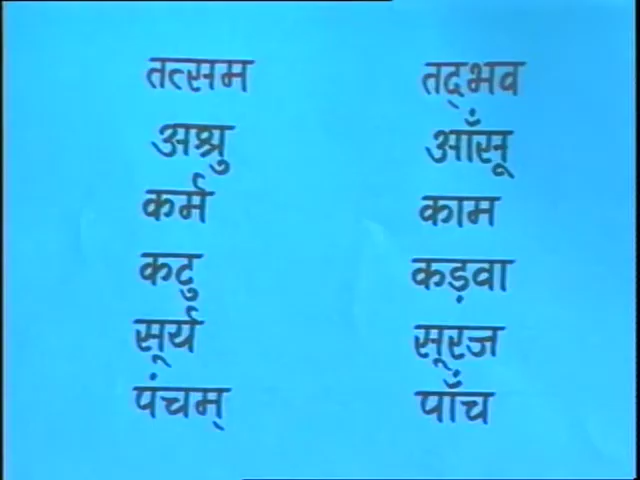 तत्सम तद्भव
अश्रु आँसू
कर्म काम
कटु कड़वा
सूर्य सूरज
पंचम् पाँच